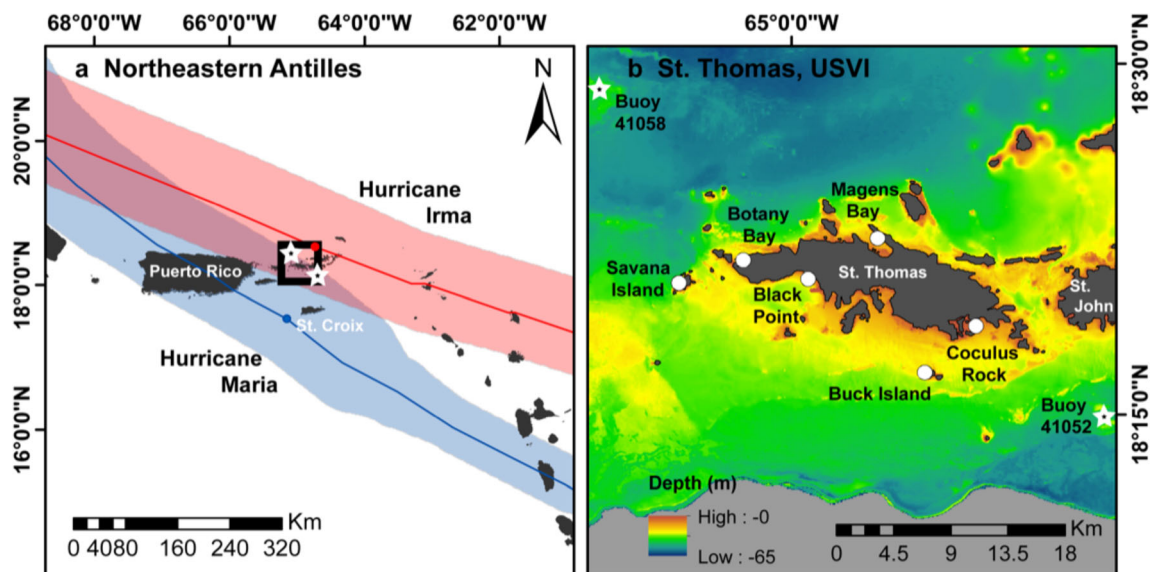 68°0'0"W 66°0'0"W 64°0'0"W 62°0'0"W
a Northeastern Antilles
N
20°0'0"N
18°0'0"N
16°0'0"N
Hurricane
Irma
Puerto Rico
St. Croix
Hurricane
Maria
Km
0 4080 160 240 320
65°0'0"W
b St. Thomas, USVI
18°30'0"N
18°15'0"N
Buoy
41058
Magens
Bay
Botany
Bay
Savana
Island
St. Thomas
Black
Point
St.
John
Coculus
Rock
Buck Island
Buoy
41052
Depth (m)
High : -0
Low : -65
Km
0 4.5 9 13.5 18